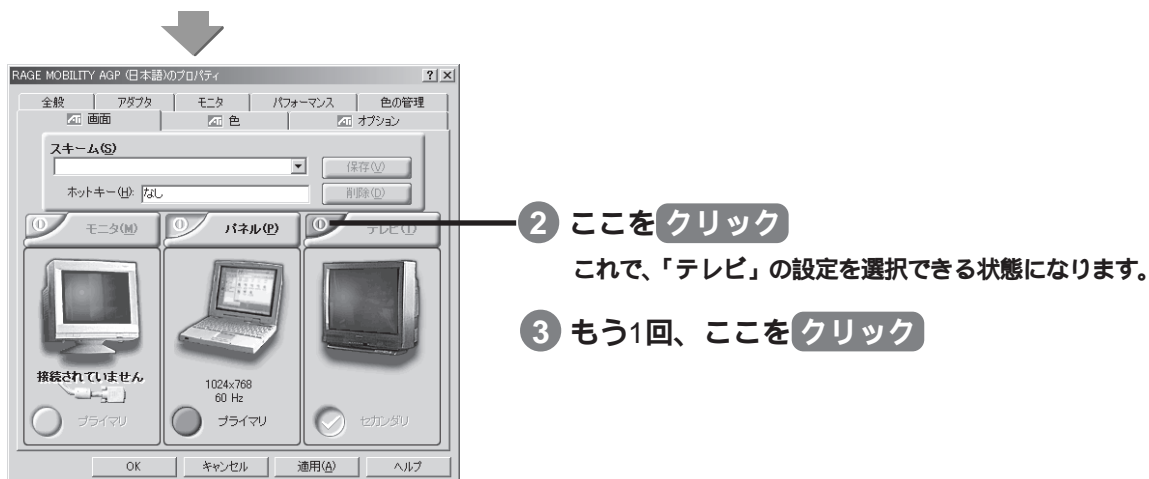 RAGE MOBILITY AGP (日本語)のプロパティ
全般 アダプタ モニタ パフォーマンス 色の管理
ATI 画面 ATI 色 ATI オプション
スキーム(S)
保存(V)
ホットキー(H): なし 削除(D)
モニタ(M) パネル(P) テレビ(T)
2 ここをクリック
これで、「テレビ」の設定を選択できる状態になります。
3 もう1回、ここをクリック
接続されていません
1024x768
60 Hz
プライマリ プライマリ セカンダリ
OK キャンセル 適用(A) ヘルプ